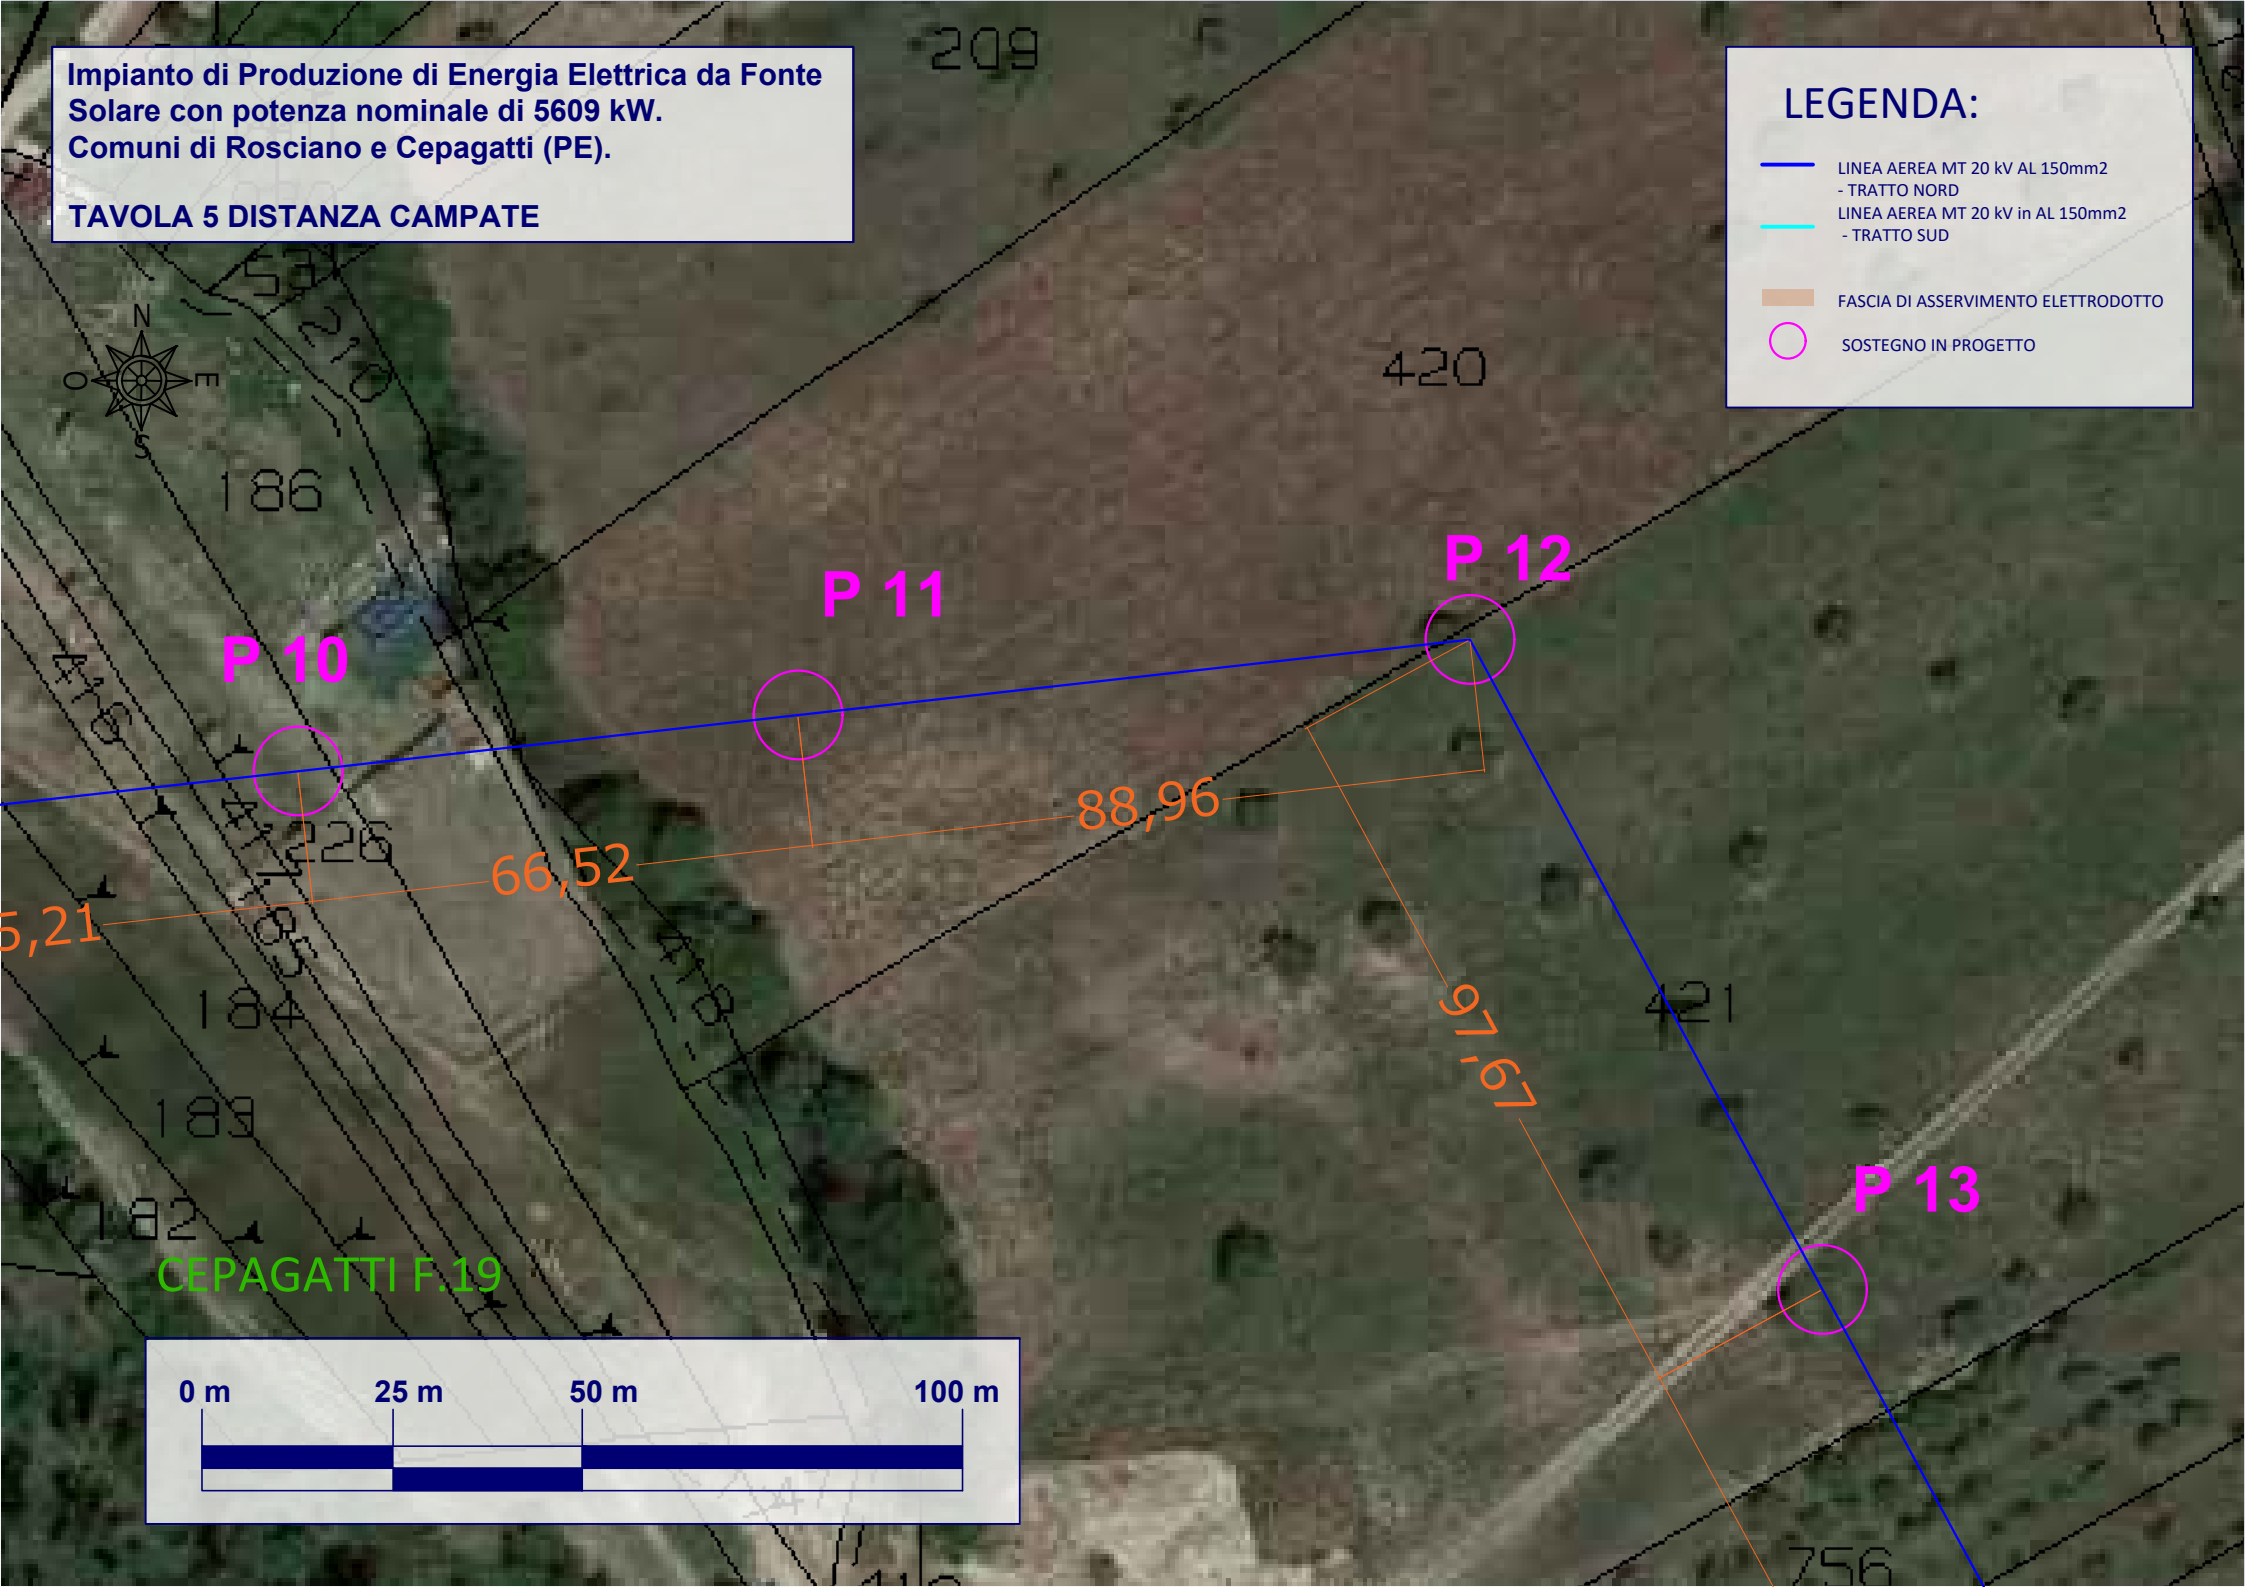 Impianto di Produzione di Energia Elettrica da Fonte
Solare con potenza nominale di 5609 kW.
Comuni di Rosciano e Cepagatti (PE).
TAVOLA 5 DISTANZA CAMPATE
209
LEGENDA:
LINEA AEREA MT 20 kV AL 150mm2
- TRATTO NORD
LINEA AEREA MT 20 kV in AL 150mm2
- TRATTO SUD
FASCIA DI ASSERVIMENTO ELETTRODOTTO
SOSTEGNO IN PROGETTO
210
N
O
E
S
420
186
P 12
P 11
P 10
88,96
226
66,52
5,21
185
184
421
97,67
183
P 13
182
CEPAGATTI F.19
0 m
25 m
50 m
100 m
756